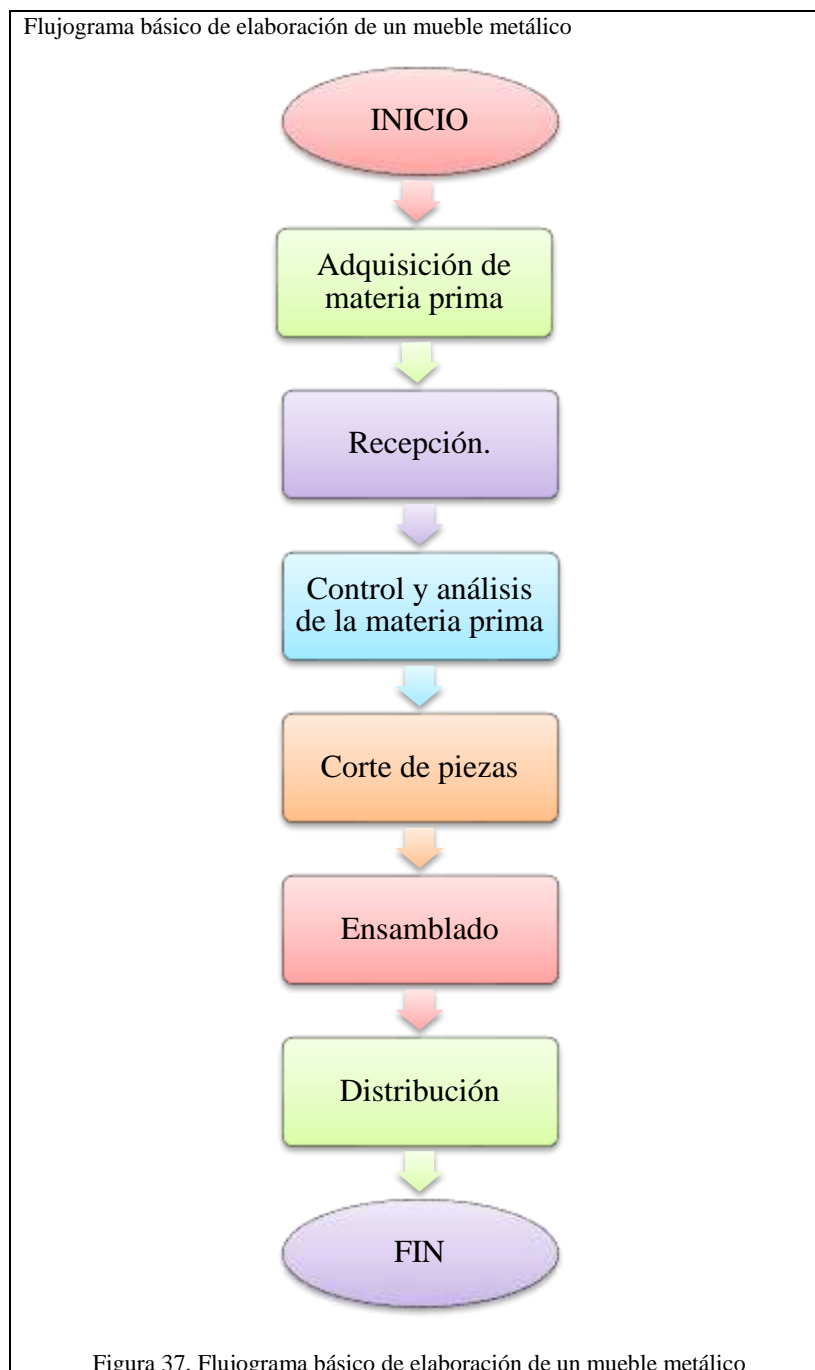 Flujograma básico de elaboración de un mueble metálico
INICIO
Adquisición de
materia prima
Recepción.
Control y análisis
de la materia prima
Corte de piezas
Ensamblado
Distribución
FIN
Figura 37. Flujograma básico de elaboración de un mueble metálico